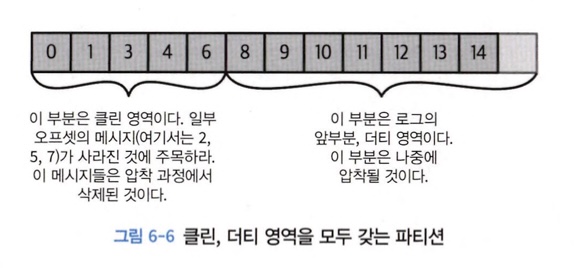 0 1 3 4 6 8 9 10 11 12 13 14
이 부분은 클린 영역이다. 일부
오프셋의 메시지(여기서는 2,
5, 7)가 사라진 것에 주목하라.
이 메시지들은 압착 과정에서
삭제된 것이다.
이 부분은 로그의
앞부분, 더티 영역이다.
이 부분은 나중에
압착될 것이다.
그림 6-6 클린, 더티 영역을 모두 갖는 파티션